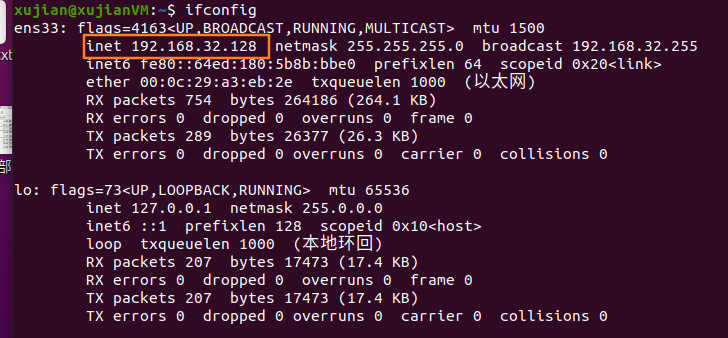 xujian@xujianVM:~$ ifconfig
ens33: flags=4163<UP,BROADCAST,RUNNING,MULTICAST>  mtu 1500
        inet 192.168.32.128  netmask 255.255.255.0  broadcast 192.168.32.255
        inet6 fe80::64ed:180:5b8b:bbe0  prefixlen 64  scopeid 0x20<link>
        ether 00:0c:29:a3:eb:2e  txqueuelen 1000  (以太网)
        RX packets 754  bytes 264186 (264.1 KB)
        RX errors 0  dropped 0  overruns 0  frame 0
        TX packets 289  bytes 26377 (26.3 KB)
        TX errors 0  dropped 0 overruns 0  carrier 0  collisions 0
lo: flags=73<UP,LOOPBACK,RUNNING>  mtu 65536
        inet 127.0.0.1  netmask 255.0.0.0
        inet6 ::1  prefixlen 128  scopeid 0x10<host>
        loop  txqueuelen 1000  (本地环回)
        RX packets 207  bytes 17473 (17.4 KB)
        RX errors 0  dropped 0  overruns 0  frame 0
        TX packets 207  bytes 17473 (17.4 KB)
        TX errors 0  dropped 0 overruns 0  carrier 0  collisions 0
xt
部